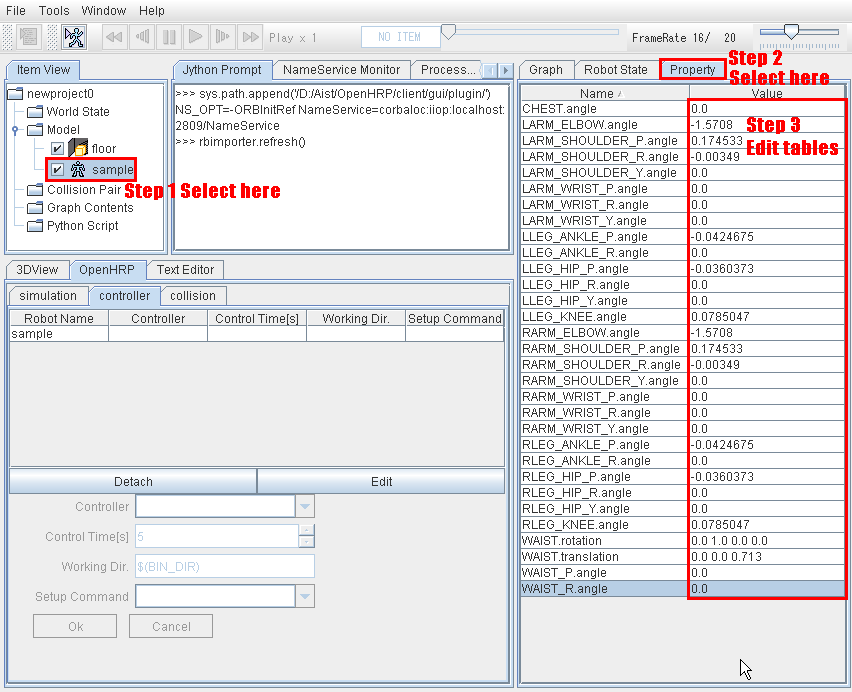 File Tools Window Help
Play x 1 NO ITEM FrameRate 16/ 20
Item View
newproject0
World State
Model
floor
sample
Collision Pair
Graph Contents
Python Script
Step 1 Select here
Jython Prompt NameService Monitor Process...
>>> sys.path.append('/D:/Aist/OpenHRP/client/gui/plugin/')
NS_OPT=-ORBInitRef NameService=corbaloc:iiop:localhost:
2809/NameService
>>> rbimporter.refresh()
3DView OpenHRP Text Editor
simulation controller collision
Robot Name Controller Control Time[s] Working Dir. Setup Command
sample
Detach Edit
Controller
Control Time[s] 5
Working Dir. $(BIN_DIR)
Setup Command
Ok Cancel
Graph Robot State Property
Step 2
Select here
Name Value
CHEST.angle 0.0
LARM_ELBOW.angle -1.5708
LARM_SHOULDER_P.angle 0.174533
LARM_SHOULDER_R.angle -0.00349
LARM_SHOULDER_Y.angle 0.0
LARM_WRIST_P.angle 0.0
LARM_WRIST_R.angle 0.0
LARM_WRIST_Y.angle 0.0
LLEG_ANKLE_P.angle -0.0424675
LLEG_ANKLE_R.angle 0.0
LLEG_HIP_P.angle -0.0360373
LLEG_HIP_R.angle 0.0
LLEG_HIP_Y.angle 0.0
LLEG_KNEE.angle 0.0785047
RARM_ELBOW.angle -1.5708
RARM_SHOULDER_P.angle 0.174533
RARM_SHOULDER_R.angle -0.00349
RARM_SHOULDER_Y.angle 0.0
RARM_WRIST_P.angle 0.0
RARM_WRIST_R.angle 0.0
RARM_WRIST_Y.angle 0.0
RLEG_ANKLE_P.angle -0.0424675
RLEG_ANKLE_R.angle 0.0
RLEG_HIP_P.angle -0.0360373
RLEG_HIP_R.angle 0.0
RLEG_HIP_Y.angle 0.0
RLEG_KNEE.angle 0.0785047
WAIST.rotation 0.0 1.0 0.0 0.0
WAIST.translation 0.0 0.0 0.713
WAIST_P.angle 0.0
WAIST_R.angle 0.0
Step 3
Edit tables